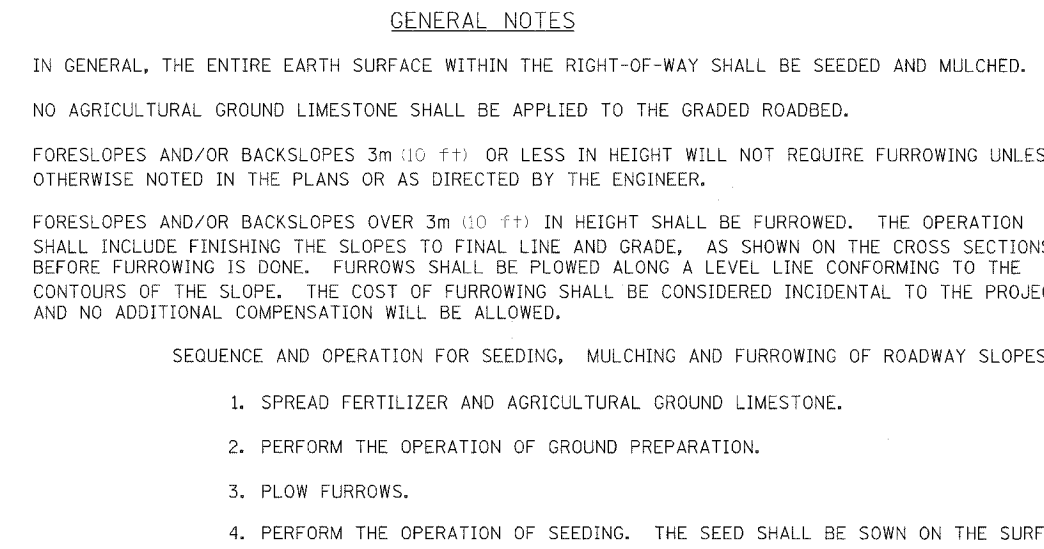 GENERAL NOTES
IN GENERAL, THE ENTIRE EARTH SURFACE WITHIN THE RIGHT-OF-WAY SHALL BE SEEDED AND MULCHED.
NO AGRICULTURAL GROUND LIMESTONE SHALL BE APPLIED TO THE GRADED ROADBED.
FORESLOPES AND/OR BACKSLOPES 3m (10 ft) OR LESS IN HEIGHT WILL NOT REQUIRE FURROWING UNLES
OTHERWISE NOTED IN THE PLANS OR AS DIRECTED BY THE ENGINEER.
FORESLOPES AND/OR BACKSLOPES OVER 3m (10 ft) IN HEIGHT SHALL BE FURROWED. THE OPERATION
SHALL INCLUDE FINISHING THE SLOPES TO FINAL LINE AND GRADE, AS SHOWN ON THE CROSS SECTIONS
BEFORE FURROWING IS DONE. FURROWS SHALL BE PLOWED ALONG A LEVEL LINE CONFORMING TO THE
CONTOURS OF THE SLOPE. THE COST OF FURROWING SHALL BE CONSIDERED INCIDENTAL TO THE PROJE
AND NO ADDITIONAL COMPENSATION WILL BE ALLOWED.
SEQUENCE AND OPERATION FOR SEEDING, MULCHING AND FURROWING OF ROADWAY SLOPES
1. SPREAD FERTILIZER AND AGRICULTURAL GROUND LIMESTONE.
2. PERFORM THE OPERATION OF GROUND PREPARATION.
3. PLOW FURROWS.
4. PERFORM THE OPERATION OF SEEDING. THE SEED SHALL BE SOWN ON THE SURF